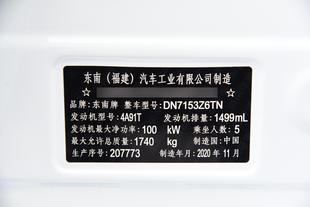 东南（福建）汽车工业有限公司制造
品牌：东南牌 整车型号：DN7153Z6TN
发动机型号：4A91T 发动机排量：1499mL
发动机最大净功率：100 kW 乘坐人数：5
最大允许总质量：1740 kg 制造国：中国
生产序号：207773 制造年月：2020 年 11 月